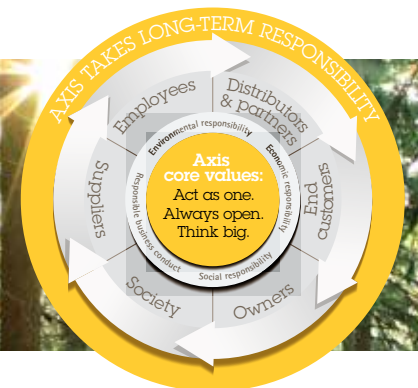 AXIS TAKES LONG-TERM RESPONSIBILITY
Employees
Distributors
& partners
End
customers
Owners
Society
Suppliers
Environmental responsibility
Economic responsibility
Social responsibility
Responsible business conduct
Axis
core values:
Act as one.
Always open.
Think big.